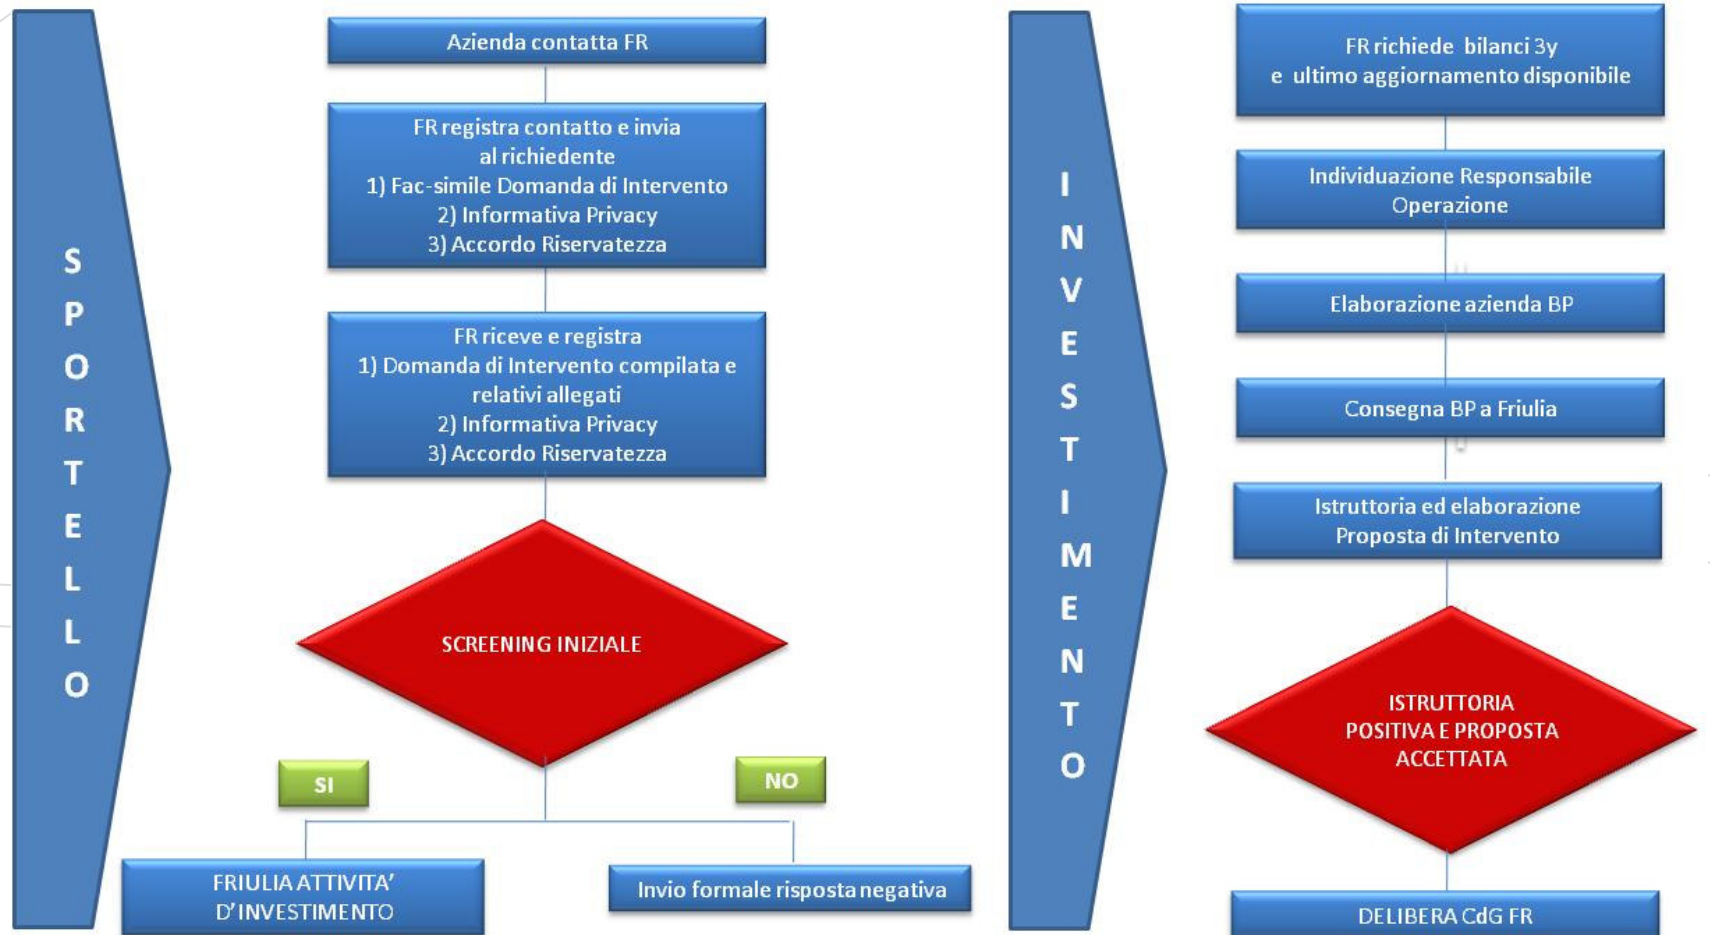 SPORTELLO
Azienda contatta FR
FR registra contatto e invia
al richiedente
1) Fac-simile Domanda di Intervento
2) Informativa Privacy
3) Accordo Riservatezza
FR riceve e registra
1) Domanda di Intervento compilata e
relativi allegati
2) Informativa Privacy
3) Accordo Riservatezza
SCREENING INIZIALE
SI
NO
FRIULIA ATTIVITA’
D’INVESTIMENTO
Invio formale risposta negativa
INVESTIMENTO
FR richiede bilanci 3y
e ultimo aggiornamento disponibile
Individuazione Responsabile
Operazione
Elaborazione azienda BP
Consegna BP a Friulia
Istruttoria ed elaborazione
Proposta di Intervento
ISTRUTTORIA
POSITIVA E PROPOSTA
ACCETTATA
DELIBERA CdG FR